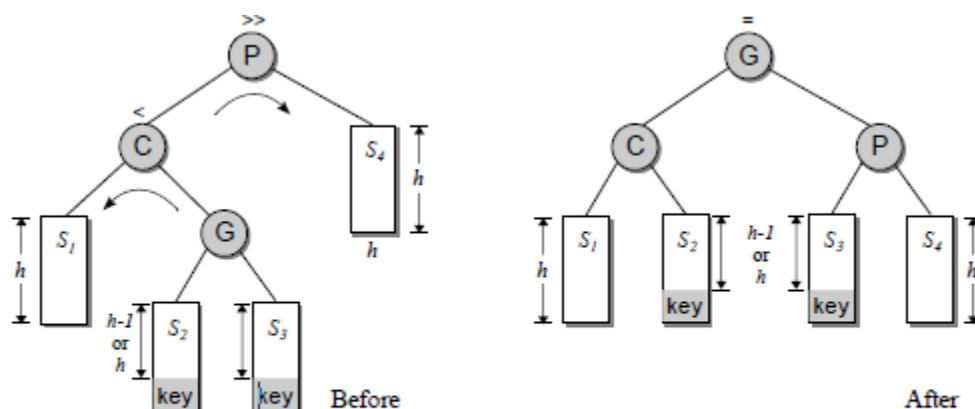 >>
P
<
C
S4
h
h
S1
h
G
h-1
or
h
S2
S3
key
key
Before
=
G
C
P
S1
h
S2
h-1
or
h
S3
S4
h
key
key
After